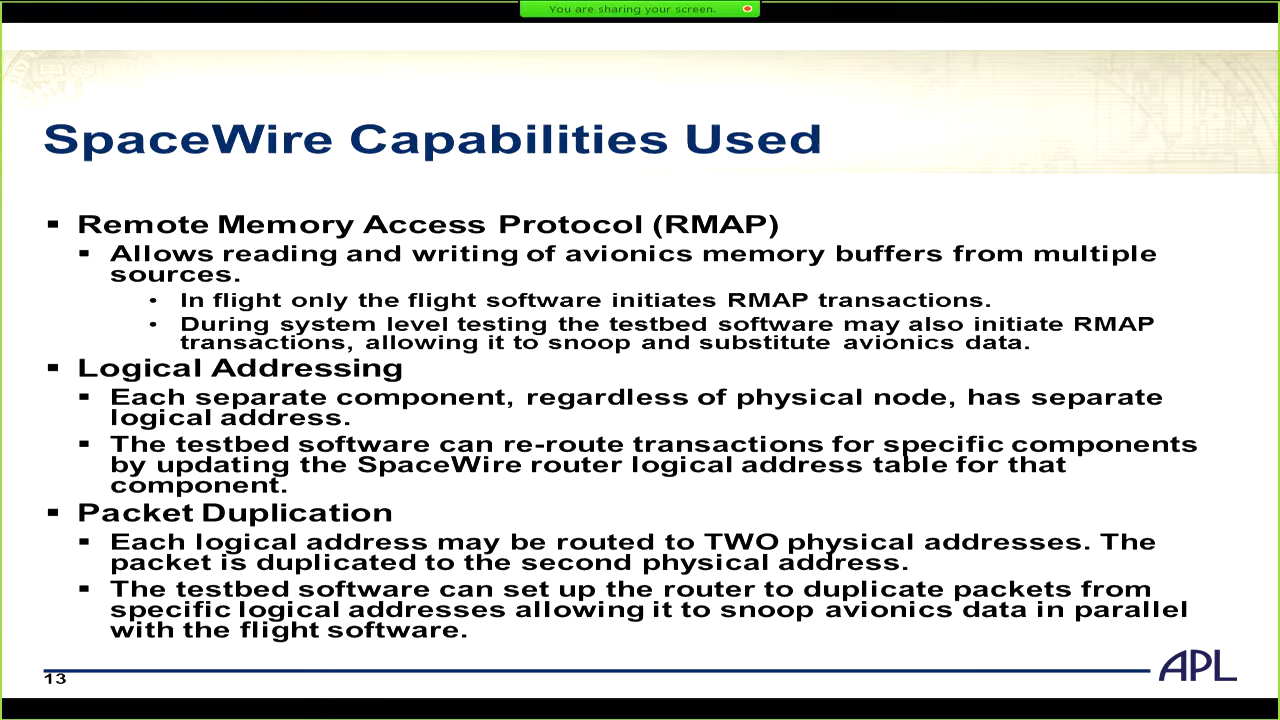 You are sharing your screen.
SpaceWire Capabilities Used
▪ Remote Memory Access Protocol (RMAP)
▪ Allows reading and writing of avionics memory buffers from multiple
sources.
• In flight only the flight software initiates RMAP transactions.
• During system level testing the testbed software may also initiate RMAP
transactions, allowing it to snoop and substitute avionics data.
▪ Logical Addressing
▪ Each separate component, regardless of physical node, has separate
logical address.
▪ The testbed software can re-route transactions for specific components
by updating the SpaceWire router logical address table for that
component.
▪ Packet Duplication
▪ Each logical address may be routed to TWO physical addresses. The
packet is duplicated to the second physical address.
▪ The testbed software can set up the router to duplicate packets from
specific logical addresses allowing it to snoop avionics data in parallel
with the flight software.
13
APL